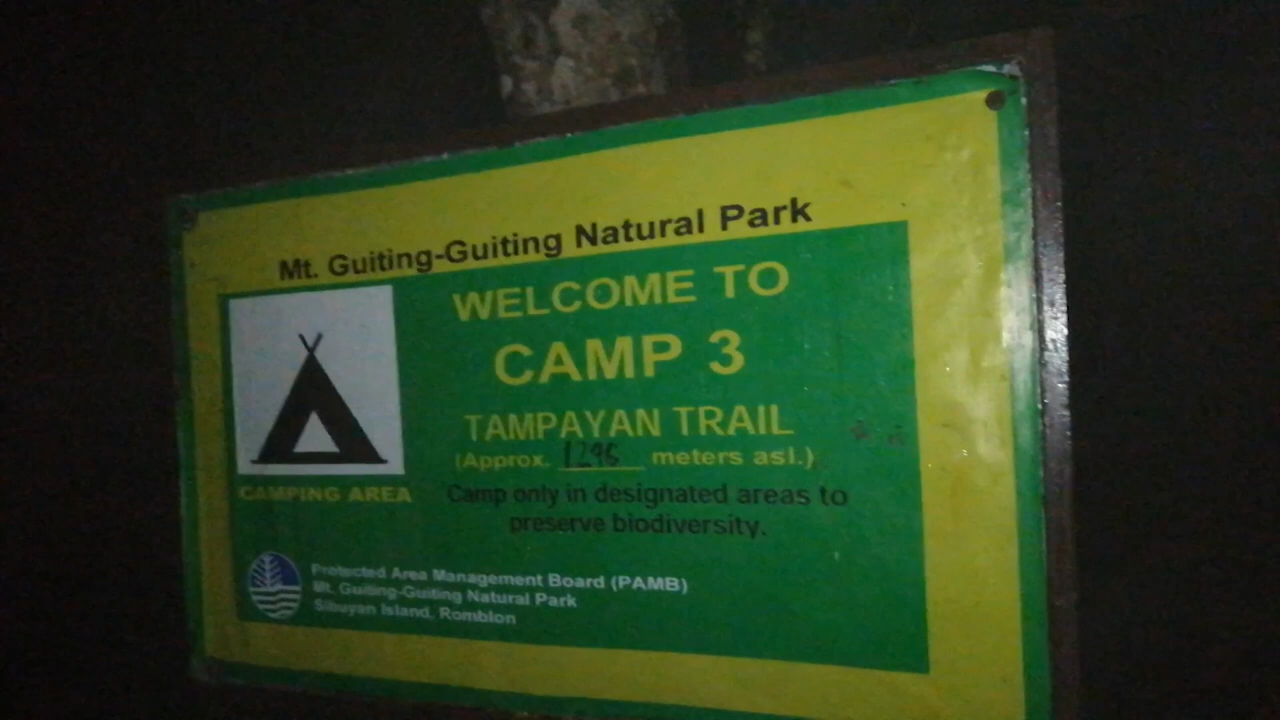 Mt. Guiting-Guiting Natural Park
WELCOME TO
CAMP 3
TAMPAYAN TRAIL
(Approx. 1296 meters asl.)
CAMPING AREA
Camp only in designated areas to
preserve biodiversity.
Protected Area Management Board (PAMB)
Mt. Guiting-Guiting Natural Park
Sibuyan Island, Romblon